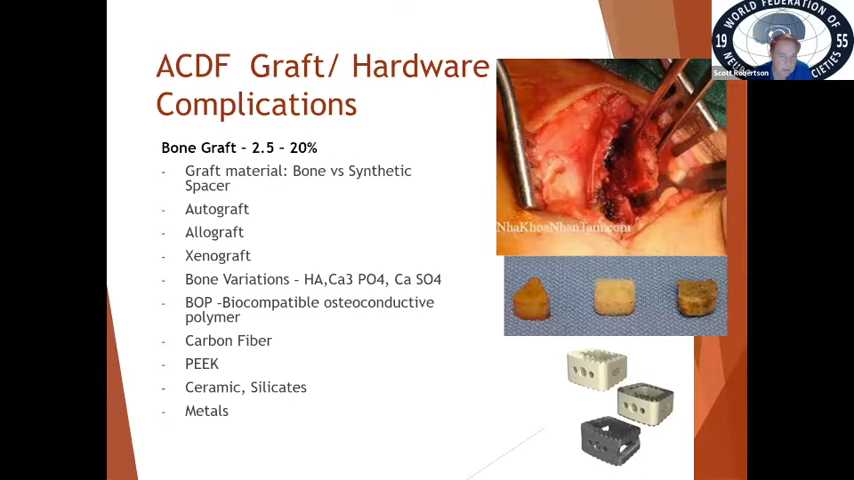 ACDF Graft/ Hardware
Complications
Bone Graft – 2.5 – 20%
- Graft material: Bone vs Synthetic
Spacer
- Autograft
- Allograft
- Xenograft
- Bone Variations – HA,Ca3 PO4, Ca SO4
- BOP –Biocompatible osteoconductive
polymer
- Carbon Fiber
- PEEK
- Ceramic, Silicates
- Metals
NhaKhoaNhanTam.com
WORLD FEDERATION OF
19 55
CIETIES
Scott Robertson